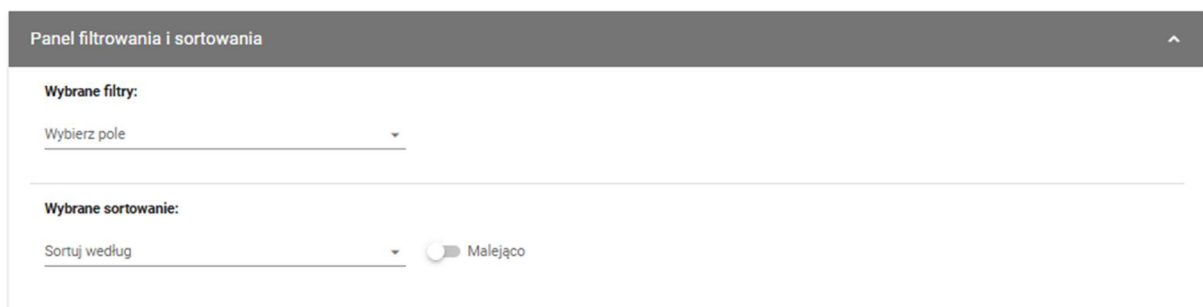 Panel filtrowania i sortowania
Wybrane filtry:
Wybierz pole
Wybrane sortowanie:
Sortuj według
Malejąco